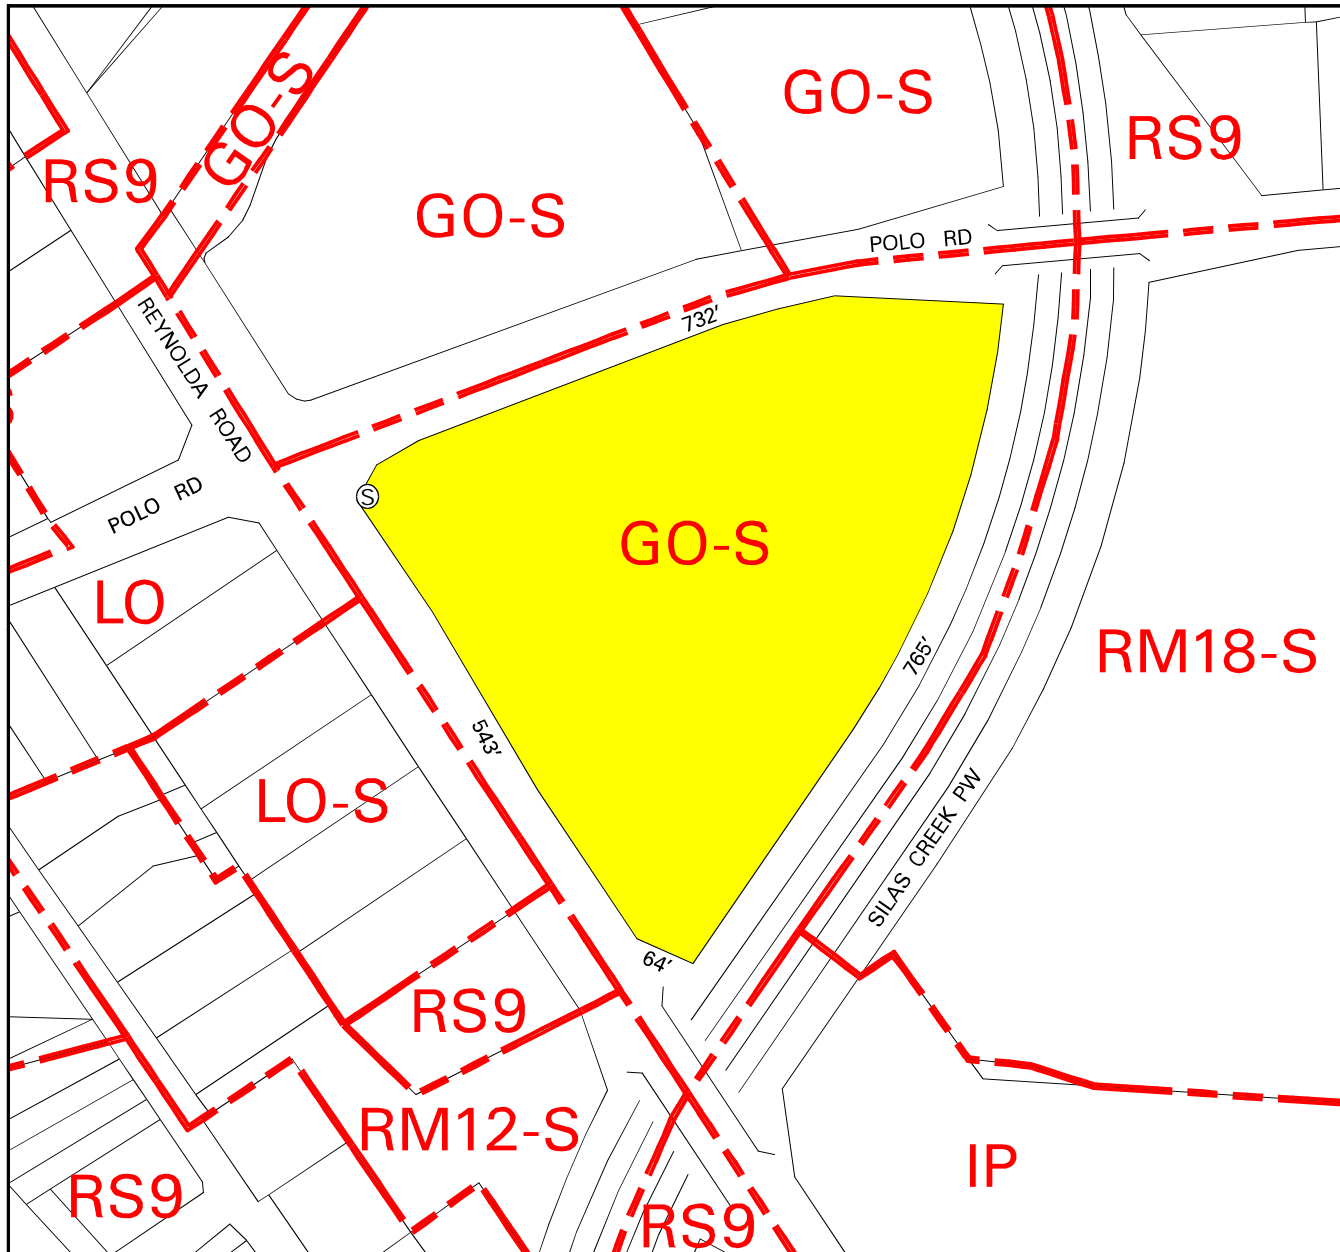 GO-S
GO-S
RS9
RS9
GO-S
POLO RD
REYNOLDA ROAD
732'
POLO RD
S
GO-S
LO
765'
RM18-S
543'
LO-S
SILAS CREEK PW
64'
RS9
RM12-S
IP
RS9
RS9